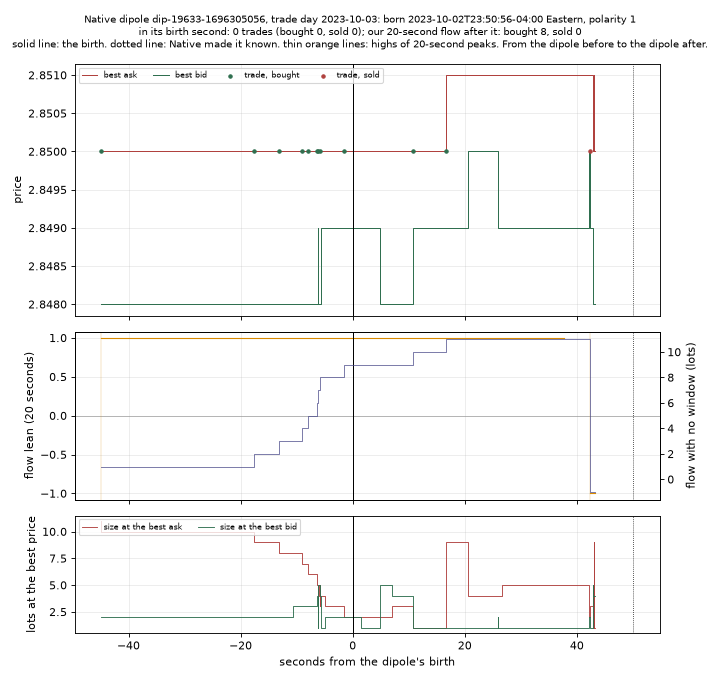 Native dipole dip-19633-1696305056, trade day 2023-10-03: born 2023-10-02T23:50:56-04:00 Eastern, polarity 1
in its birth second: 0 trades (bought 0, sold 0); our 20-second flow after it: bought 8, sold 0
solid line: the birth. dotted line: Native made it known. thin orange lines: highs of 20-second peaks. From the dipole before to the dipole after.
best ask
best bid
trade, bought
trade, sold
2.8510
2.8505
2.8500
2.8495
2.8490
2.8485
2.8480
price
1.0
0.5
0.0
−0.5
−1.0
flow lean (20 seconds)
10
8
6
4
2
0
flow with no window (lots)
size at the best ask
size at the best bid
10.0
7.5
5.0
2.5
lots at the best price
−40
−20
0
20
40
seconds from the dipole's birth